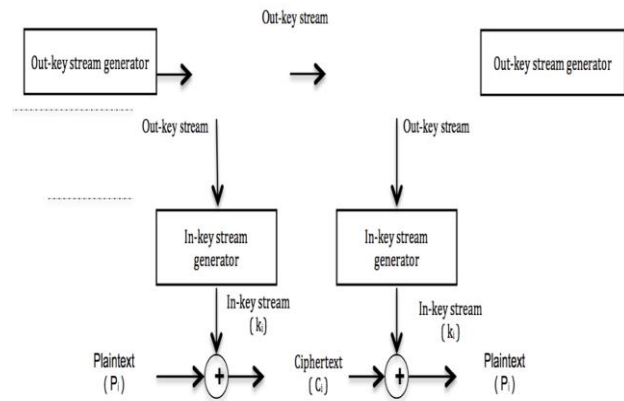 Out-key stream
Out-key stream generator
Out-key stream generator
Out-key stream
Out-key stream
In-key stream
generator
In-key stream
generator
In-key stream
( kᵢ)
In-key stream
( kᵢ)
Plaintext
( Pᵢ)
+
Ciphertext
( Cᵢ)
+
Plaintext
( Pᵢ)